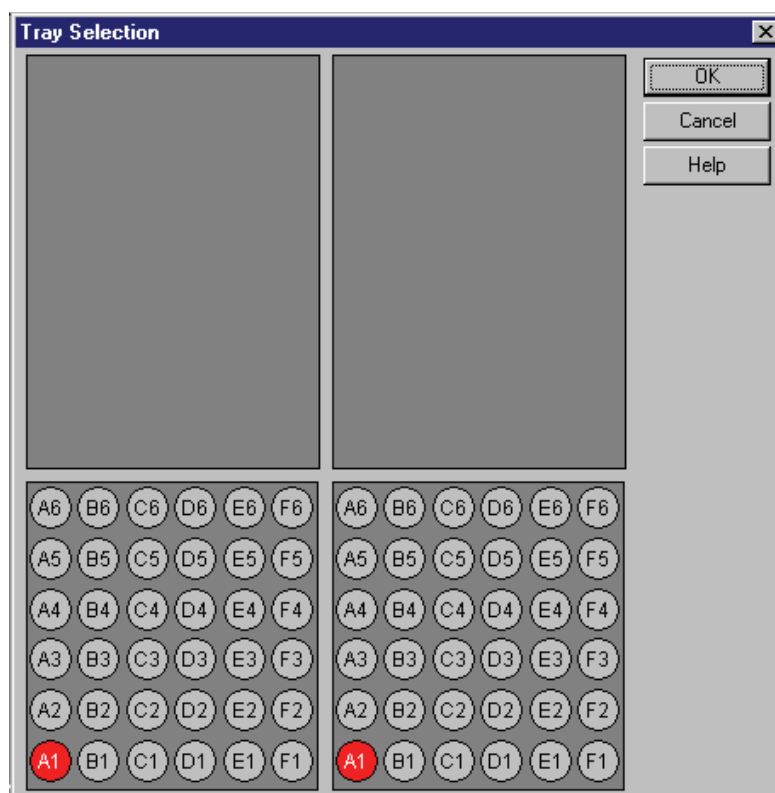 Tray Selection
OK
Cancel
Help
A6 B6 C6 D6 E6 F6 A6 B6 C6 D6 E6 F6
A5 B5 C5 D5 E5 F5 A5 B5 C5 D5 E5 F5
A4 B4 C4 D4 E4 F4 A4 B4 C4 D4 E4 F4
A3 B3 C3 D3 E3 F3 A3 B3 C3 D3 E3 F3
A2 B2 C2 D2 E2 F2 A2 B2 C2 D2 E2 F2
A1 B1 C1 D1 E1 F1 A1 B1 C1 D1 E1 F1